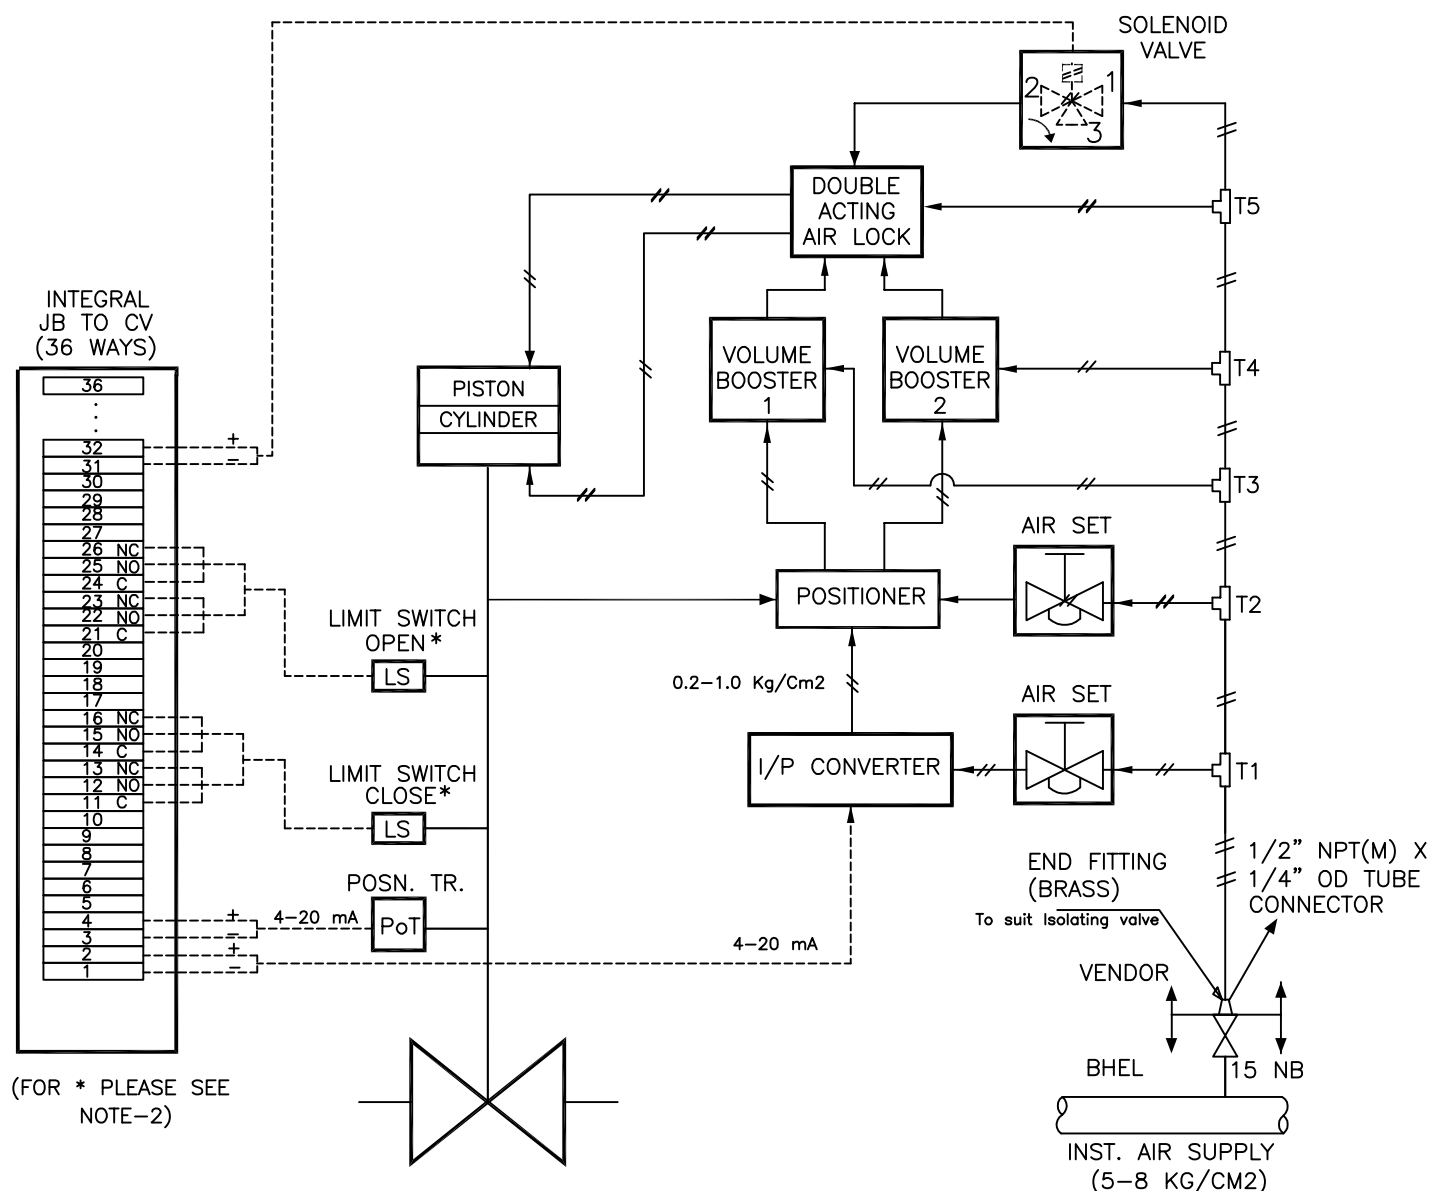 SOLENOID
VALVE
2
1
3
DOUBLE
ACTING
AIR LOCK
T5
INTEGRAL
JB TO CV
(36 WAYS)
36
32 +
31 -
30
29
28
27
26 NC
25 NO
24 C
23 NC
22 NO
21 C
20
19
18
17
16 NC
15 NO
14 C
13 NC
12 NO
11 C
10
9
8
7
6
5
4 +
3 -
2 +
1 -
(FOR * PLEASE SEE
NOTE-2)
PISTON
CYLINDER
VOLUME
BOOSTER
1
VOLUME
BOOSTER
2
T4
T3
AIR SET
POSITIONER
T2
LIMIT SWITCH
OPEN*
LS
0.2-1.0 Kg/Cm2
AIR SET
I/P CONVERTER
T1
LIMIT SWITCH
CLOSE*
LS
POSN. TR.
4-20 mA
PoT
4-20 mA
END FITTING
(BRASS)
To suit Isolating valve
1/2” NPT(M) X
1/4” OD TUBE
CONNECTOR
VENDOR
BHEL
15 NB
INST. AIR SUPPLY
(5-8 KG/CM2)